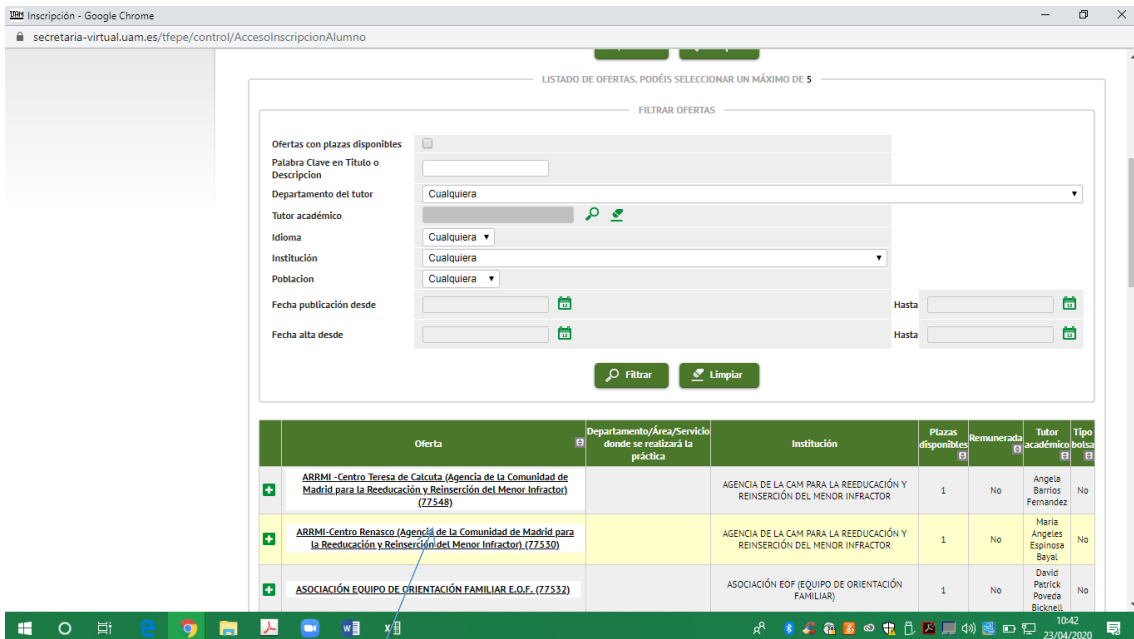 UAM Inscripción - Google Chrome
secretaria-virtual.uam.es/tfepe/control/AccesoInscripcionAlumno
LISTADO DE OFERTAS. PODÉIS SELECCIONAR UN MÁXIMO DE 5
FILTRAR OFERTAS
Ofertas con plazas disponibles
Palabra Clave en Titulo o
Descripcion
Departamento del tutor Cualquiera
Tutor académico
Idioma Cualquiera
Institución Cualquiera
Poblacion Cualquiera
Fecha publicación desde Hasta
Fecha alta desde Hasta
Filtrar Limpiar
Oferta
Departamento/Área/Servicio
donde se realizará la
práctica
Institución
Plazas
disponibles
Remunerada
Tutor
académico
Tipo
bolsa
ARRMI -Centro Teresa de Calcuta (Agencia de la Comunidad de
Madrid para la Reeducación y Reinserción del Menor Infractor)
(77548)
AGENCIA DE LA CAM PARA LA REEDUCACIÓN Y
REINSERCIÓN DEL MENOR INFRACTOR
1
No
Angela
Barrios
Fernandez
No
ARRMI-Centro Renasco (Agencia de la Comunidad de Madrid para
la Reeducación y Reinserción del Menor Infractor) (77530)
AGENCIA DE LA CAM PARA LA REEDUCACIÓN Y
REINSERCIÓN DEL MENOR INFRACTOR
1
No
Maria
Angeles
Espinosa
Bayal
No
ASOCIACIÓN EQUIPO DE ORIENTACIÓN FAMILIAR E.O.F. (77532)
ASOCIACIÓN EOF (EQUIPO DE ORIENTACIÓN
FAMILIAR)
1
No
David
Patrick
Poveda
Bicknell
No
10:42
23/04/2020